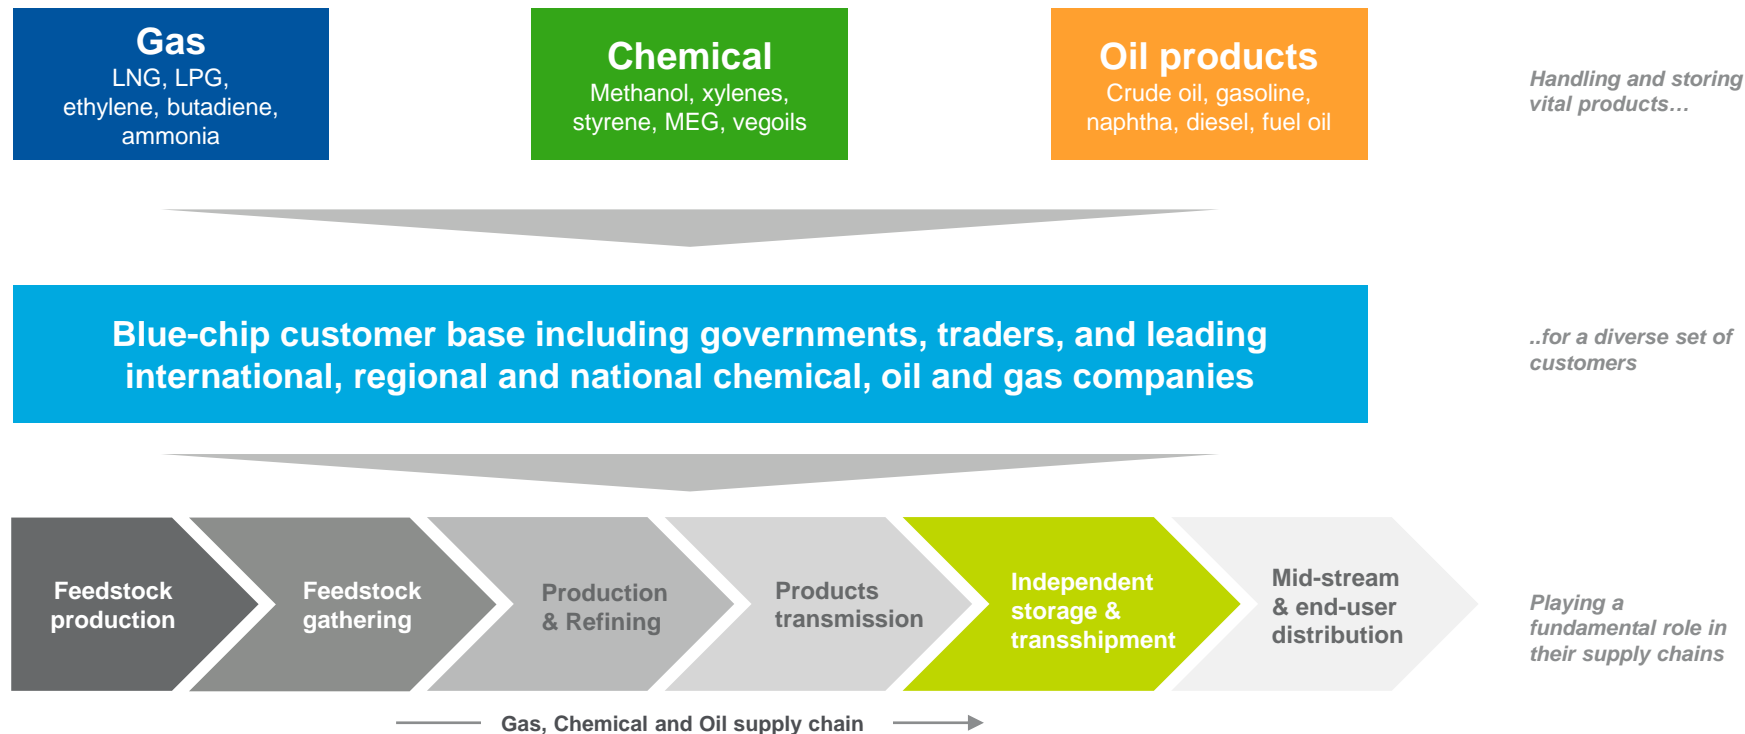 Gas
LNG, LPG,
ethylene, butadiene,
ammonia
Chemical
Methanol, xylenes,
styrene, MEG, vegoils
Oil products
Crude oil, gasoline,
naphtha, diesel, fuel oil
Handling and storing
vital products…
Blue-chip customer base including governments, traders, and leading
international, regional and national chemical, oil and gas companies
..for a diverse set of
customers
Feedstock
production
Feedstock
gathering
Production
& Refining
Products
transmission
Independent
storage &
transshipment
Mid-stream
& end-user
distribution
Playing a
fundamental role in
their supply chains
Gas, Chemical and Oil supply chain